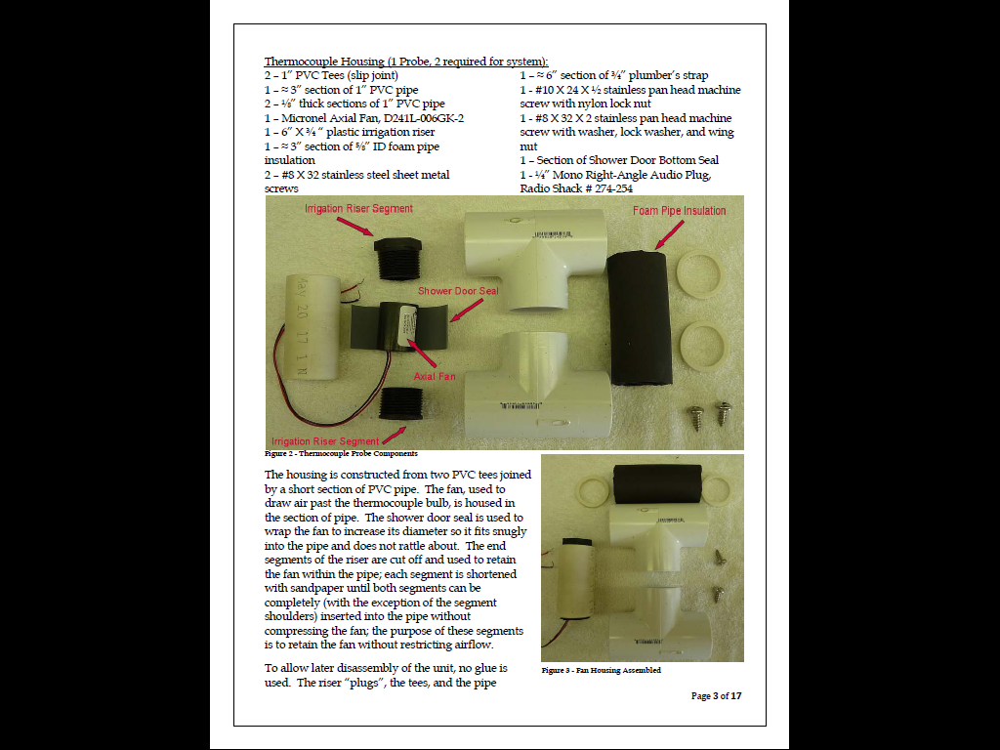 Thermocouple Housing (1 Probe, 2 required for system):
2 – 1” PVC Tees (slip joint)
1 – ≈ 3” section of 1” PVC pipe
2 – ⅛” thick sections of 1” PVC pipe
1 – Micronel Axial Fan, D241L-006GK-2
1 – 6” X ¾ “ plastic irrigation riser
1 – ≈ 3” section of ⅝” ID foam pipe
insulation
2 – #8 X 32 stainless steel sheet metal
screws
1 – ≈ 6” section of ¾” plumber’s strap
1 - #10 X 24 X ½ stainless pan head machine
screw with nylon lock nut
1 - #8 X 32 X 2 stainless pan head machine
screw with washer, lock washer, and wing
nut
1 – Section of Shower Door Bottom Seal
1 - ¼” Mono Right-Angle Audio Plug,
Radio Shack # 274-254
Irrigation Riser Segment
Foam Pipe Insulation
Shower Door Seal
20 17 1 N
Axial Fan
Irrigation Riser Segment
Figure 2 - Thermocouple Probe Components
The housing is constructed from two PVC tees joined
by a short section of PVC pipe.  The fan, used to
draw air past the thermocouple bulb, is housed in
the section of pipe.  The shower door seal is used to
wrap the fan to increase its diameter so it fits snugly
into the pipe and does not rattle about.  The end
segments of the riser are cut off and used to retain
the fan within the pipe; each segment is shortened
with sandpaper until both segments can be
completely (with the exception of the segment
shoulders) inserted into the pipe without
compressing the fan; the purpose of these segments
is to retain the fan without restricting airflow.
To allow later disassembly of the unit, no glue is
used.  The riser “plugs”, the tees, and the pipe
Figure 3 - Fan Housing Assembled
Page 3 of 17